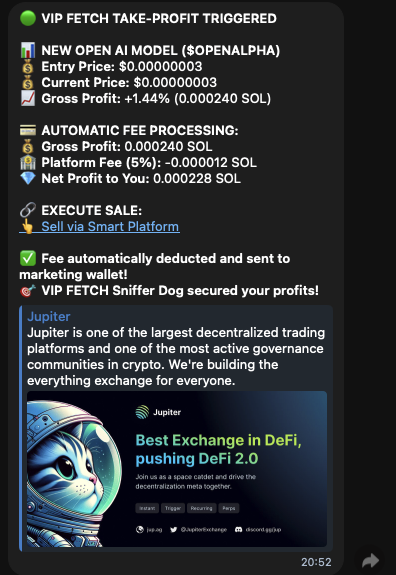 🟢 VIP FETCH TAKE-PROFIT TRIGGERED
📊 NEW OPEN AI MODEL ($OPENALPHA)
💰 Entry Price: $0.00000003
💰 Current Price: $0.00000003
📈 Gross Profit: +1.44% (0.000240 SOL)
💳 AUTOMATIC FEE PROCESSING:
💰 Gross Profit: 0.000240 SOL
🏦 Platform Fee (5%): -0.000012 SOL
💎 Net Profit to You: 0.000228 SOL
🔗 EXECUTE SALE:
👆 Sell via Smart Platform
✅ Fee automatically deducted and sent to
marketing wallet!
🎯 VIP FETCH Sniffer Dog secured your profits!
Jupiter
Jupiter is one of the largest decentralized trading
platforms and one of the most active governance
communities in crypto. We're building the
everything exchange for everyone.
Jupiter
Best Exchange in DeFi,
pushing DeFi 2.0
Join us as a space catdet and drive the
decentralization meta together.
Instant Trigger Recurring Perps
jup.ag @JupiterExchange discord.gg/jup
20:52